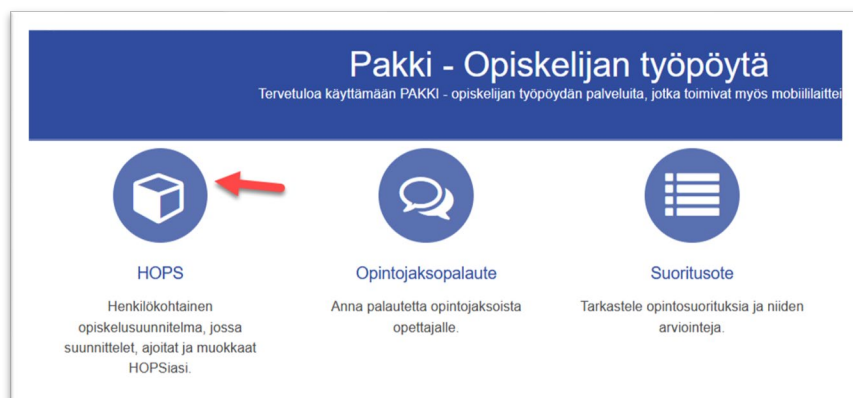 Pakki - Opiskelijan työpöytä
Tervetuloa käyttämään PAKKI - opiskelijan työpöydän palveluita, jotka toimivat myös
HOPS
Henkilökohtainen
opiskelusuunnitelma, jossa
suunnittelet, ajoitat ja muokkaat
HOPSiasi.
Opintojaksopalaute
Anna palautetta opintojaksoista
opettajalle.
Suoritusote
Tarkastele opintosuorituksia ja niiden
arviointeja.